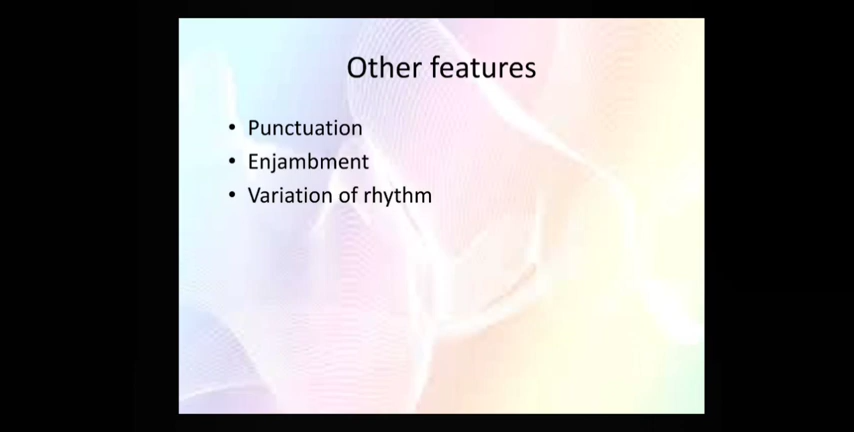 Other features
• Punctuation
• Enjambment
• Variation of rhythm